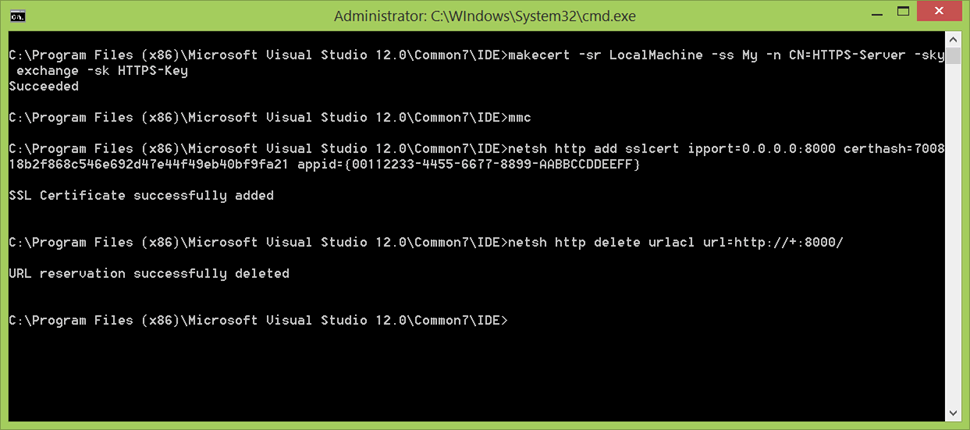 Administrator: C:\WIndows\System32\cmd.exe
C:\Program Files (x86)\Microsoft Visual Studio 12.0\Common7\IDE>makecert -sr LocalMachine -ss My -n CN=HTTPS-Server -sky
 exchange -sk HTTPS-Key
Succeeded
C:\Program Files (x86)\Microsoft Visual Studio 12.0\Common7\IDE>mmc
C:\Program Files (x86)\Microsoft Visual Studio 12.0\Common7\IDE>netsh http add sslcert ipport=0.0.0.0:8000 certhash=7008
18b2f868c546e692d47e44f49eb40bf9fa21 appid={00112233-4455-6677-8899-AABBCCDDEEFF}
SSL Certificate successfully added
C:\Program Files (x86)\Microsoft Visual Studio 12.0\Common7\IDE>netsh http delete urlacl url=http://+:8000/
URL reservation successfully deleted
C:\Program Files (x86)\Microsoft Visual Studio 12.0\Common7\IDE>